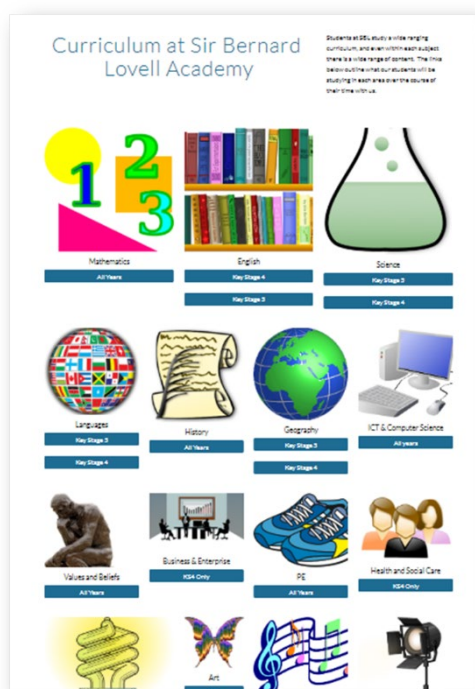 Curriculum at Sir Bernard
Lovell Academy
Students at SBL study a wide ranging
curriculum, and even within each subject
there is a wide range of content. The links
below outline what our students will be
studying in each area over the course of
their time with us.
1 2 3
Mathematics
All Years
English
Key Stage 4
Key Stage 3
Science
Key Stage 3
Key Stage 4
Languages
Key Stage 3
Key Stage 4
History
All Years
Geography
Key Stage 3
Key Stage 4
ICT & Computer Science
All years
Values and Beliefs
All Years
Business & Enterprise
KS4 Only
PE
All Years
Health and Social Care
KS4 Only
Art